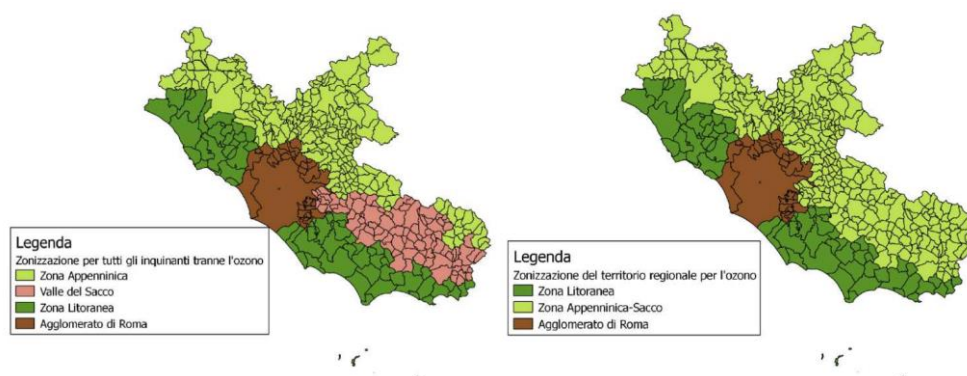 Legenda
Zonizzazione per tutti gli inquinanti tranne l'ozono
Zona Appenninica
Valle del Sacco
Zona Litoranea
Agglomerato di Roma
Legenda
Zonizzazione del territorio regionale per l'ozono
Zona Litoranea
Zona Appenninica-Sacco
Agglomerato di Roma